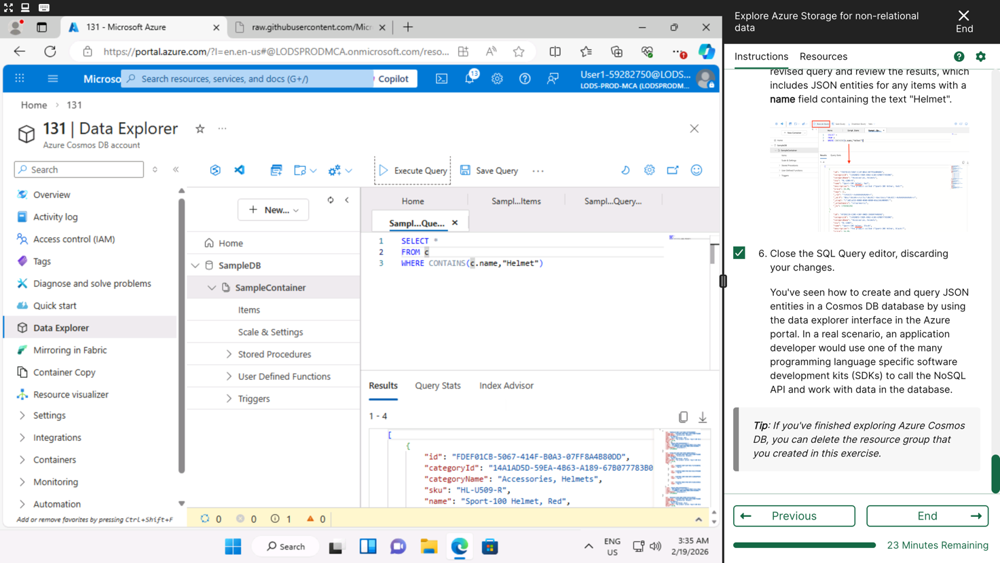 131 - Microsoft Azure
raw.githubusercontent.com/Micr
https://portal.azure.com/?l=en.en-us#@LODSPRODMCA.onmicrosoft.com/reso...
Microso
Search resources, services, and docs (G+/)
Copilot
13
User1-59282750@LODS...
LODS-PROD-MCA (LODSPRODM...
Home > 131
131 | Data Explorer
Azure Cosmos DB account
Search
Overview
Activity log
Access control (IAM)
Tags
Diagnose and solve problems
Quick start
Data Explorer
Mirroring in Fabric
Container Copy
Resource visualizer
Settings
Integrations
Containers
Monitoring
Automation
Add or remove favorites by pressing Ctrl+Shift+F
Execute Query
Save Query
+ New...
Home
SampleDB
SampleContainer
Items
Scale & Settings
Stored Procedures
User Defined Functions
Triggers
Home
Sampl...Items
Sampl...Query...
Sampl...Que...
1 SELECT *
2 FROM c
3 WHERE CONTAINS(c.name,"Helmet")
Results
Query Stats
Index Advisor
1 - 4
[
{
"id": "FDEF01CB-5067-414F-B0A3-07FF8A4B80DD",
"categoryId": "14A1AD5D-59EA-4B63-A189-67B077783B0
"categoryName": "Accessories, Helmets",
"sku": "HL-U509-R",
"name": "Sport-100 Helmet, Red",
0 0 1 0
Search
ENG
US
3:35 AM
2/19/2026
Explore Azure Storage for non-relational
data
End
Instructions
Resources
revised query and review the results, which
includes JSON entities for any items with a
name field containing the text "Helmet".
6. Close the SQL Query editor, discarding
your changes.
You've seen how to create and query JSON
entities in a Cosmos DB database by using
the data explorer interface in the Azure
portal. In a real scenario, an application
developer would use one of the many
programming language specific software
development kits (SDKs) to call the NoSQL
API and work with data in the database.
Tip: If you've finished exploring Azure Cosmos
DB, you can delete the resource group that
you created in this exercise.
Previous
End
23 Minutes Remaining